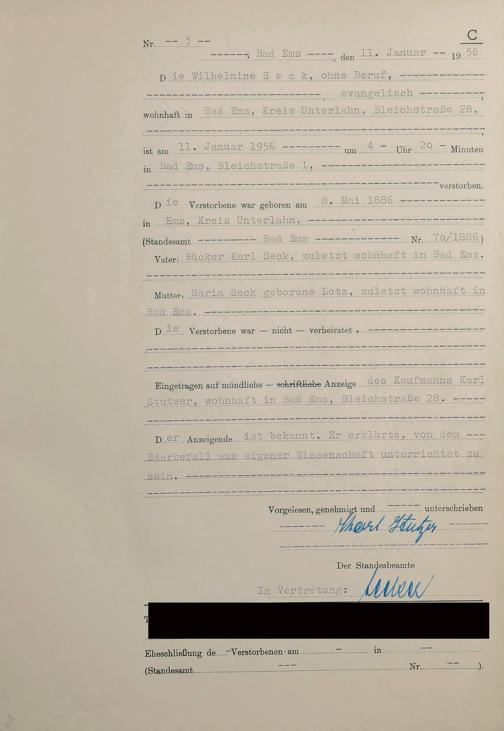 C
Nr. -- 3 --
Bad Ems ----, den 11. Januar -- 19 56
Die Wilhelmine Seck, ohne Beruf, ----
----, evangelisch ----,
wohnhaft in Bad Ems, Kreis Unterlahn, Bleichstraße 28,
ist am 11. Januar 1956 ---- um 4 - Uhr 20 - Minuten
in Bad Ems, Bleichstraße 1, ----
---- verstorben.
Die Verstorbene war geboren am 8. Mai 1886 ----
in Ems, Kreis Unterlahn, ----
(Standesamt ---- Bad Ems ---- Nr. 70/1886)
Vater: Bäcker Karl Seck, zuletzt wohnhaft in Bad Ems.
Mutter: Maria Seck geborene Lotz, zuletzt wohnhaft in
Bad Ems. ----
Die Verstorbene war — nicht — verheiratet . ----
Eingetragen auf mündliche — schriftliche Anzeige des Kaufmanns Karl
Stutzer, wohnhaft in Bad Ems, Bleichstraße 28. ----
Der Anzeigende ist bekannt. Er erklärte, von dem ---
Sterbefall aus eigener Wissenschaft unterrichtet zu
sein. ----
Vorgelesen, genehmigt und ---- unterschrieben
Karl Stutzer
Der Standesbeamte
In Vertretung:
Eheschließung de -- Verstorbenen am -- in --
(Standesamt --- Nr. -- ).